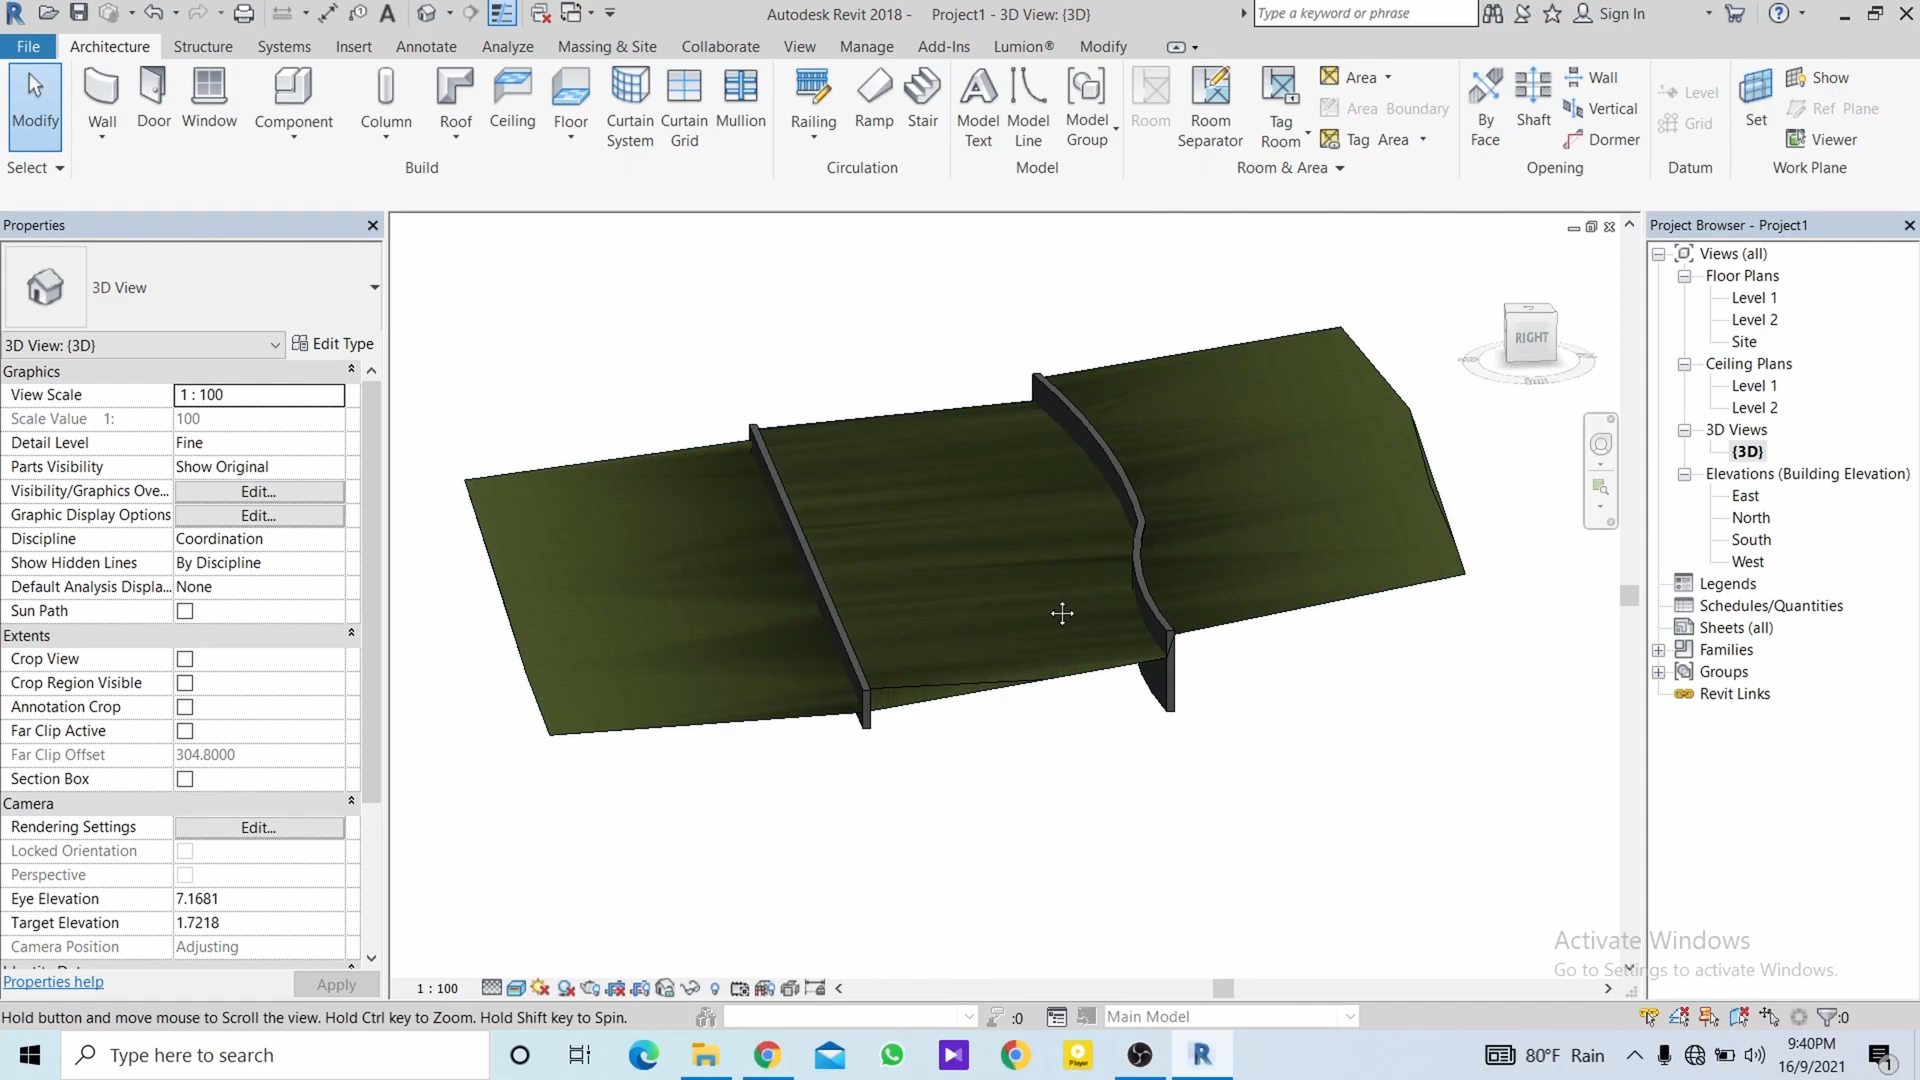 Autodesk Revit 2018 - Project1 - 3D View: {3D}
Type a keyword or phrase
Sign In
File Architecture Structure Systems Insert Annotate Analyze Massing & Site Collaborate View Manage Add-Ins Lumion® Modify
Modify
Wall Door Window Component Column Roof Ceiling Floor Curtain System Curtain Grid Mullion
Railing Ramp Stair
Model Text Model Line Model Group
Room Room Separator Tag Room
Area
Area Boundary
Tag Area
By Face Shaft
Wall
Vertical
Dormer
Level
Grid
Set
Show
Ref Plane
Viewer
Select Build Circulation Model Room & Area Opening Datum Work Plane
Properties
3D View
3D View: {3D} Edit Type
Graphics
View Scale 1 : 100
Scale Value 1: 100
Detail Level Fine
Parts Visibility Show Original
Visibility/Graphics Ove... Edit...
Graphic Display Options Edit...
Discipline Coordination
Show Hidden Lines By Discipline
Default Analysis Displa... None
Sun Path
Extents
Crop View
Crop Region Visible
Annotation Crop
Far Clip Active
Far Clip Offset 304.8000
Section Box
Camera
Rendering Settings Edit...
Locked Orientation
Perspective
Eye Elevation 7.1681
Target Elevation 1.7218
Camera Position Adjusting
Properties help Apply
RIGHT
Project Browser - Project1
Views (all)
Floor Plans
Level 1
Level 2
Site
Ceiling Plans
Level 1
Level 2
3D Views
{3D}
Elevations (Building Elevation)
East
North
South
West
Legends
Schedules/Quantities
Sheets (all)
Families
Groups
Revit Links
Activate Windows
Go to Settings to activate Windows.
1 : 100
Hold button and move mouse to Scroll the view. Hold Ctrl key to Zoom. Hold Shift key to Spin.
:0
Main Model
:0
Type here to search
Player
80°F Rain
9:40PM
16/9/2021
1